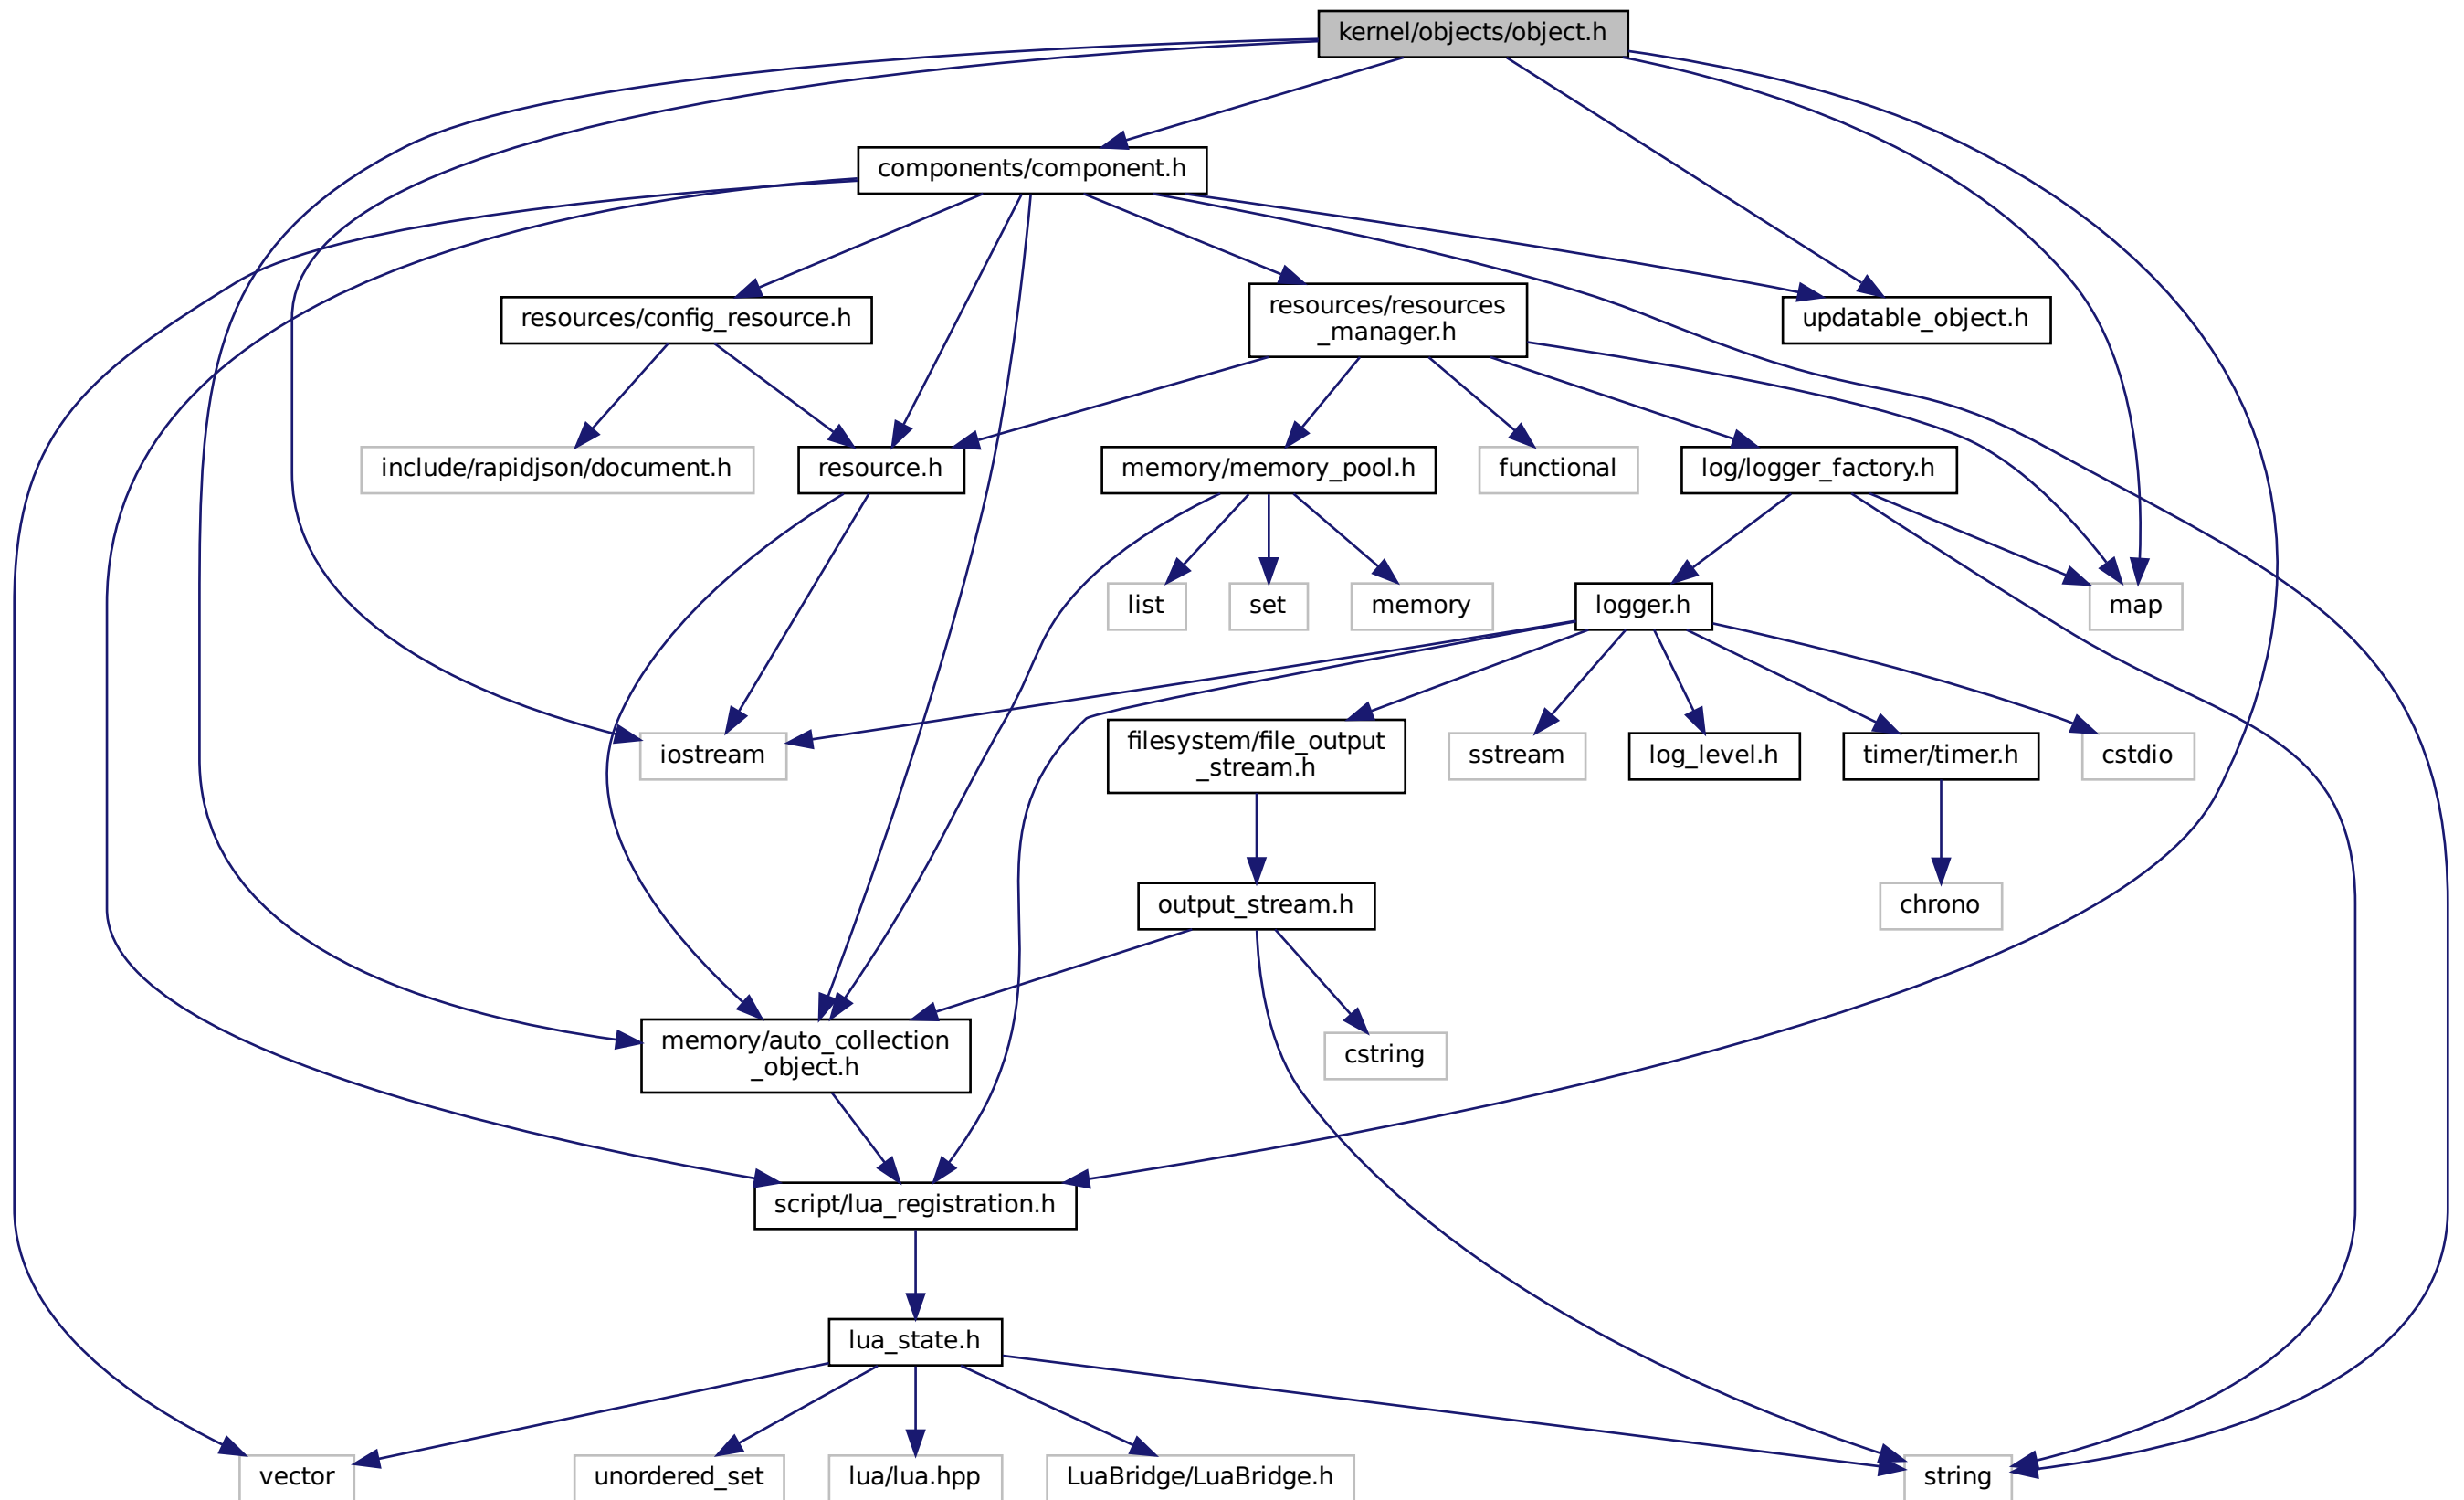 kernel/objects/object.h
components/component.h
resources/config_resource.h
resources/resources
_manager.h
updatable_object.h
include/rapidjson/document.h
resource.h
memory/memory_pool.h
functional
log/logger_factory.h
list
set
memory
logger.h
map
iostream
filesystem/file_output
_stream.h
sstream
log_level.h
timer/timer.h
cstdio
output_stream.h
chrono
memory/auto_collection
_object.h
cstring
script/lua_registration.h
lua_state.h
vector
unordered_set
lua/lua.hpp
LuaBridge/LuaBridge.h
string